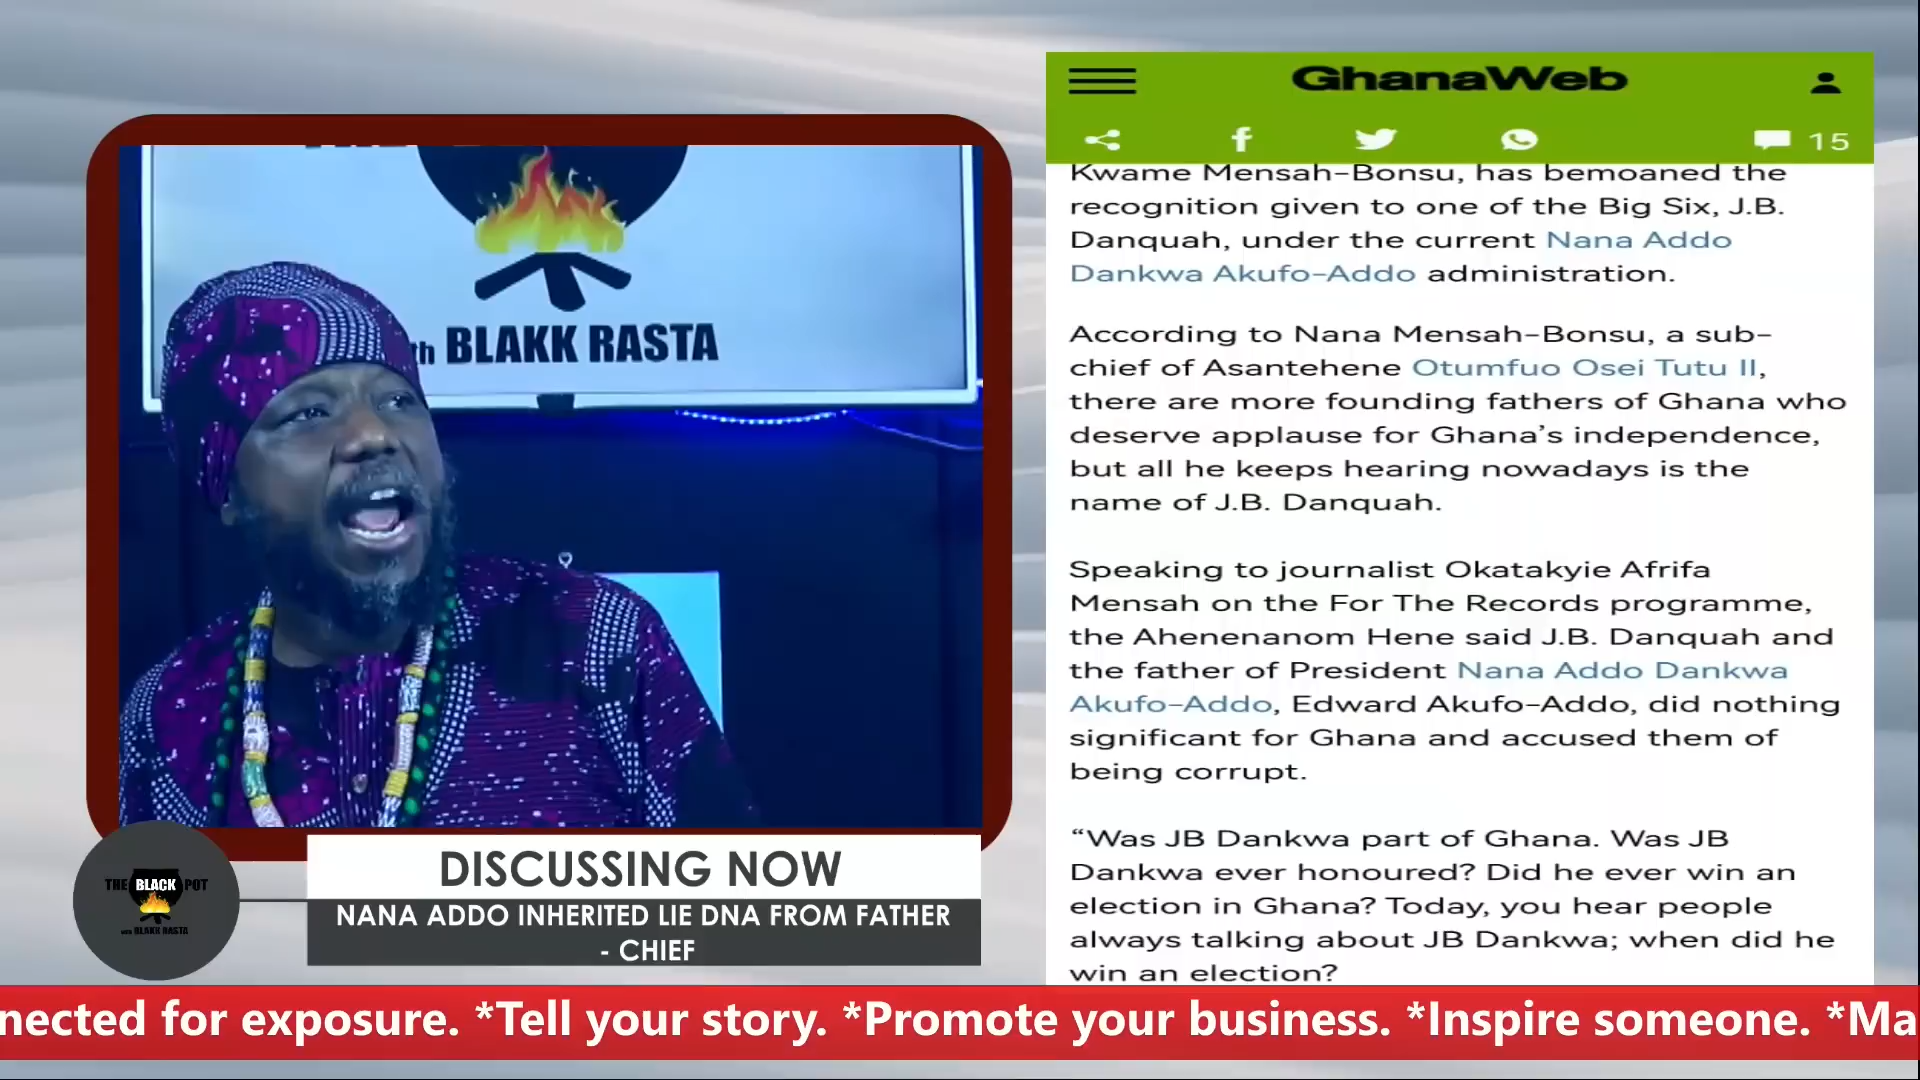 BLAKK RASTA
GhanaWeb
15
Kwame Mensah-Bonsu, has bemoaned the
recognition given to one of the Big Six, J.B.
Danquah, under the current Nana Addo
Dankwa Akufo-Addo administration.
According to Nana Mensah-Bonsu, a sub-
chief of Asantehene Otumfuo Osei Tutu II,
there are more founding fathers of Ghana who
deserve applause for Ghana's independence,
but all he keeps hearing nowadays is the
name of J.B. Danquah.
Speaking to journalist Okatakyie Afrifa
Mensah on the For The Records programme,
the Ahenenanom Hene said J.B. Danquah and
the father of President Nana Addo Dankwa
Akufo-Addo, Edward Akufo-Addo, did nothing
significant for Ghana and accused them of
being corrupt.
“Was JB Dankwa part of Ghana. Was JB
Dankwa ever honoured? Did he ever win an
election in Ghana? Today, you hear people
always talking about JB Dankwa; when did he
win an election?
THE BLACK POT
with BLAKK RASTA
DISCUSSING NOW
NANA ADDO INHERITED LIE DNA FROM FATHER
- CHIEF
nected for exposure. *Tell your story. *Promote your business. *Inspire someone. *Ma